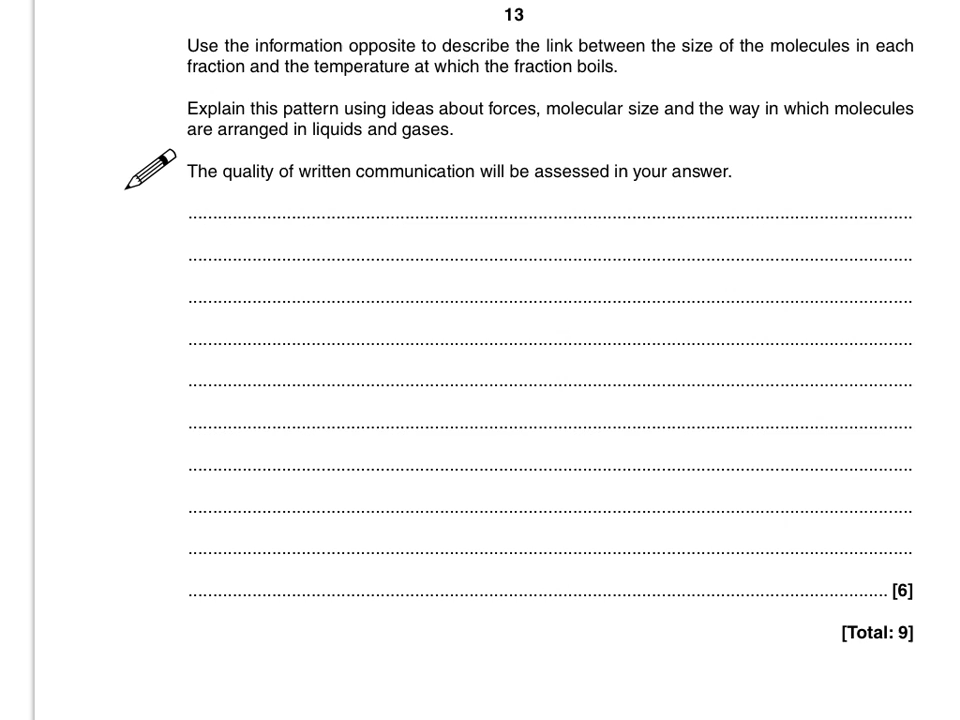 13
Use the information opposite to describe the link between the size of the molecules in each
fraction and the temperature at which the fraction boils.
Explain this pattern using ideas about forces, molecular size and the way in which molecules
are arranged in liquids and gases.
The quality of written communication will be assessed in your answer.
[6]
[Total: 9]